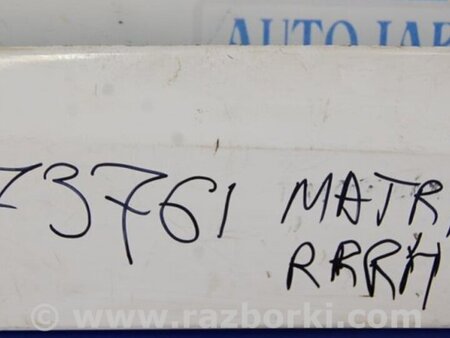 AUTO JAP
73761 MATR
RRRH
© www.razborki.com